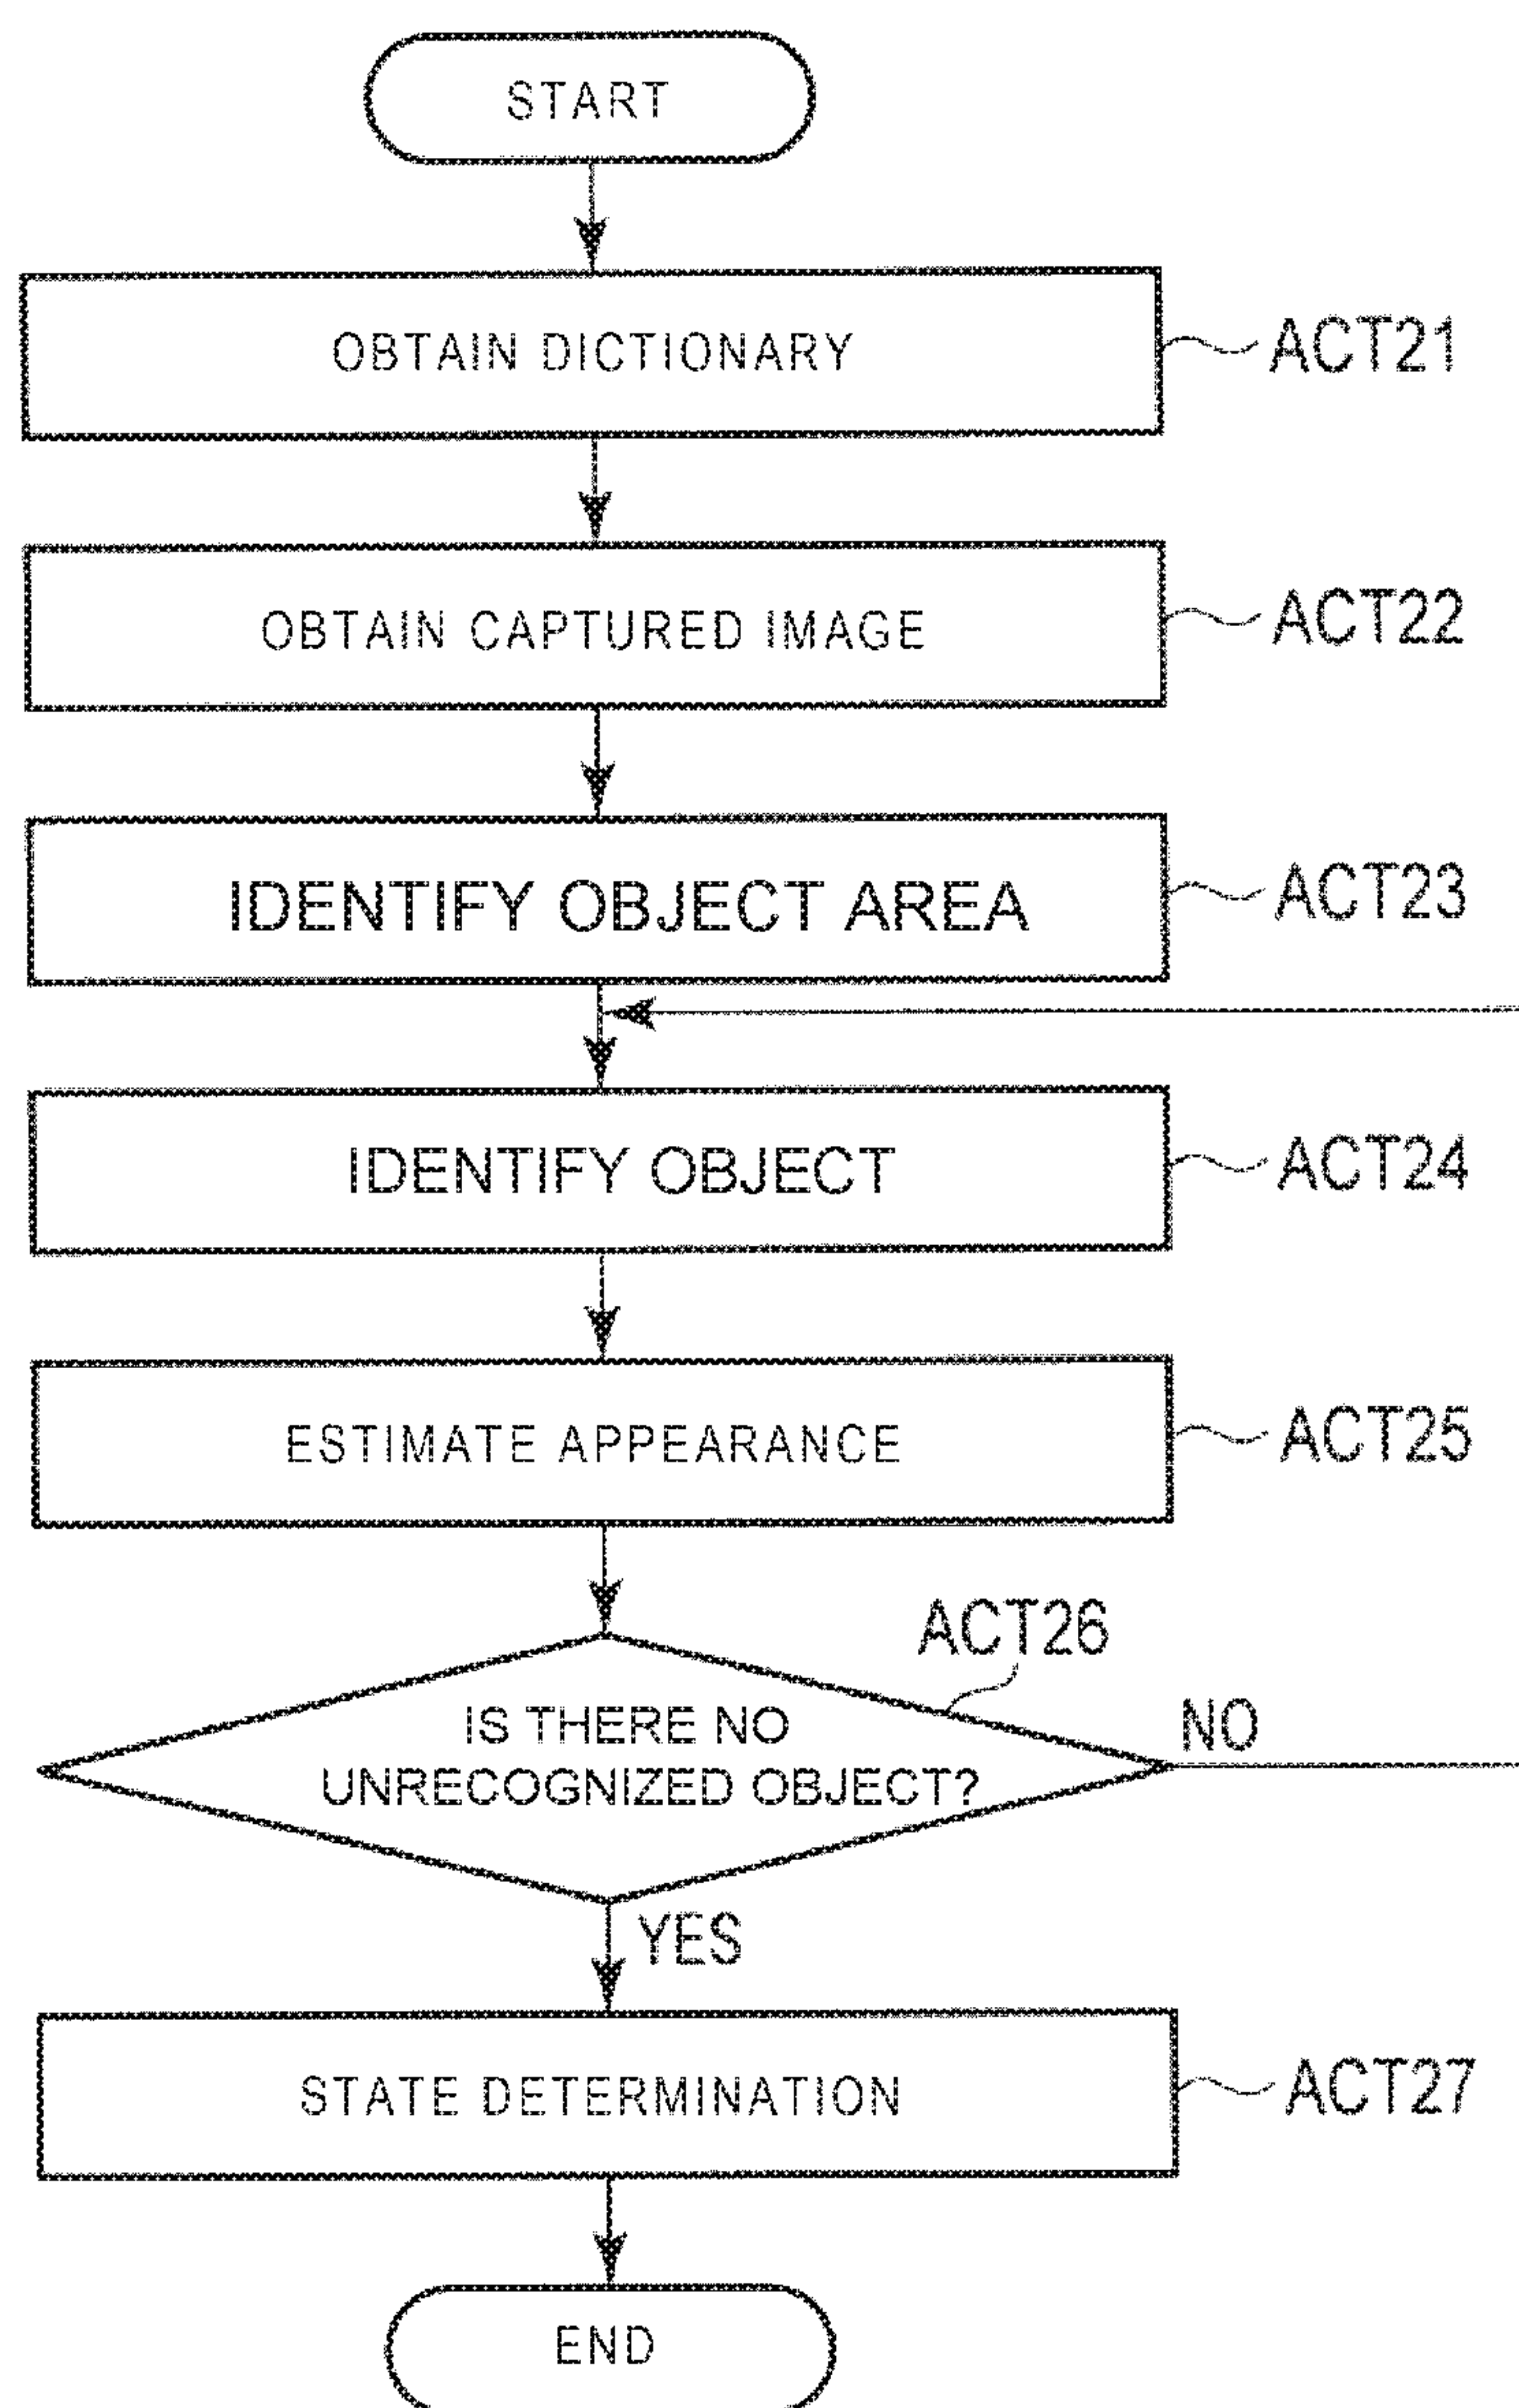 START
OBTAIN DICTIONARY
ACT21
OBTAIN CAPTURED IMAGE
ACT22
IDENTIFY OBJECT AREA
ACT23
IDENTIFY OBJECT
ACT24
ESTIMATE APPEARANCE
ACT25
ACT26
IS THERE NO
UNRECOGNIZED OBJECT?
NO
YES
STATE DETERMINATION
ACT27
END